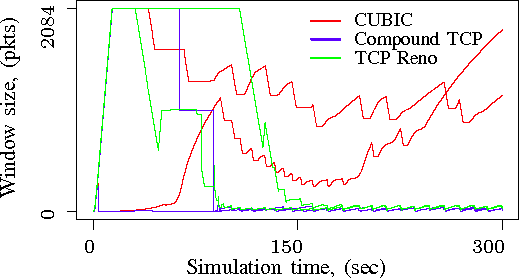 Window size, (pkts)
2084
0
CUBIC
Compound TCP
TCP Reno
0
150
300
Simulation time, (sec)